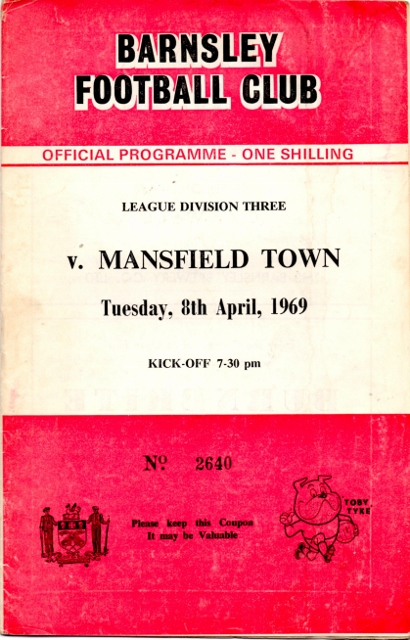 BARNSLEY
FOOTBALL CLUB
OFFICIAL PROGRAMME - ONE SHILLING
LEAGUE DIVISION THREE
v. MANSFIELD TOWN
Tuesday, 8th April, 1969
KICK-OFF 7-30 pm
Nº 2640
Please keep this Coupon
It may be Valuable
TOBY
TYKE